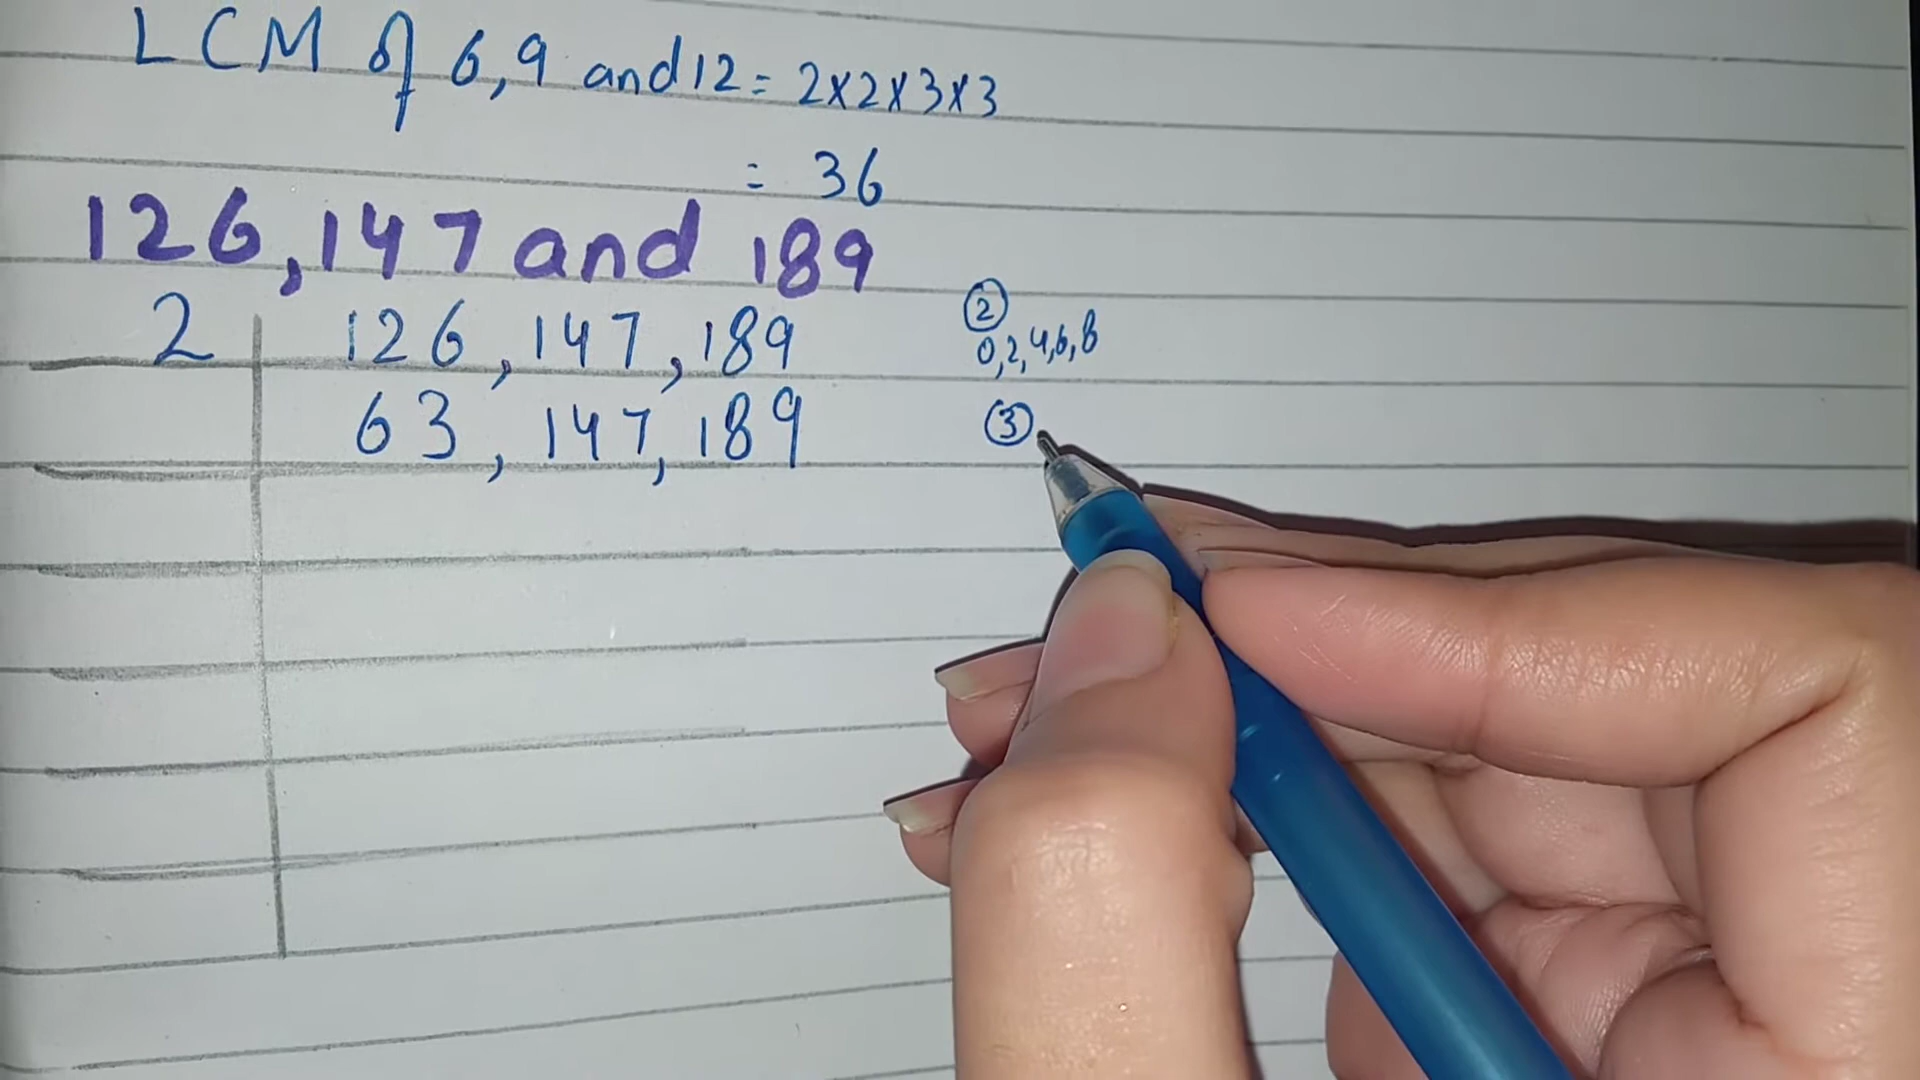 LCM of 6,9 and 12 = 2x2x3x3
= 36
126,147 and 189
2 | 126,147,189
63,147,189
②
0,2,4,6,8
③